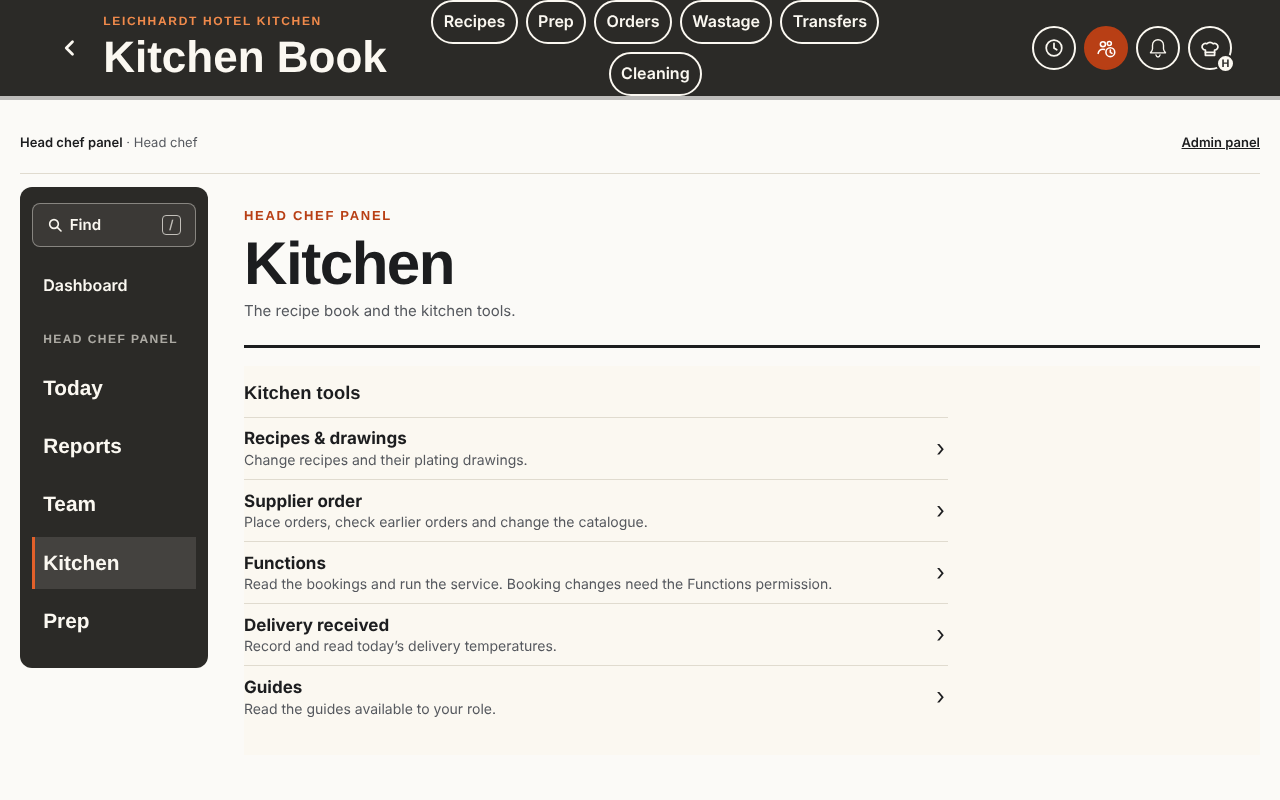 LEICHHARDT HOTEL KITCHEN
Kitchen Book
Recipes
Prep
Orders
Wastage
Transfers
Cleaning
H
Head chef panel · Head chef
Admin panel
Find
/
Dashboard
HEAD CHEF PANEL
Today
Reports
Team
Kitchen
Prep
HEAD CHEF PANEL
Kitchen
The recipe book and the kitchen tools.
Kitchen tools
Recipes & drawings
Change recipes and their plating drawings.
Supplier order
Place orders, check earlier orders and change the catalogue.
Functions
Read the bookings and run the service. Booking changes need the Functions permission.
Delivery received
Record and read today’s delivery temperatures.
Guides
Read the guides available to your role.